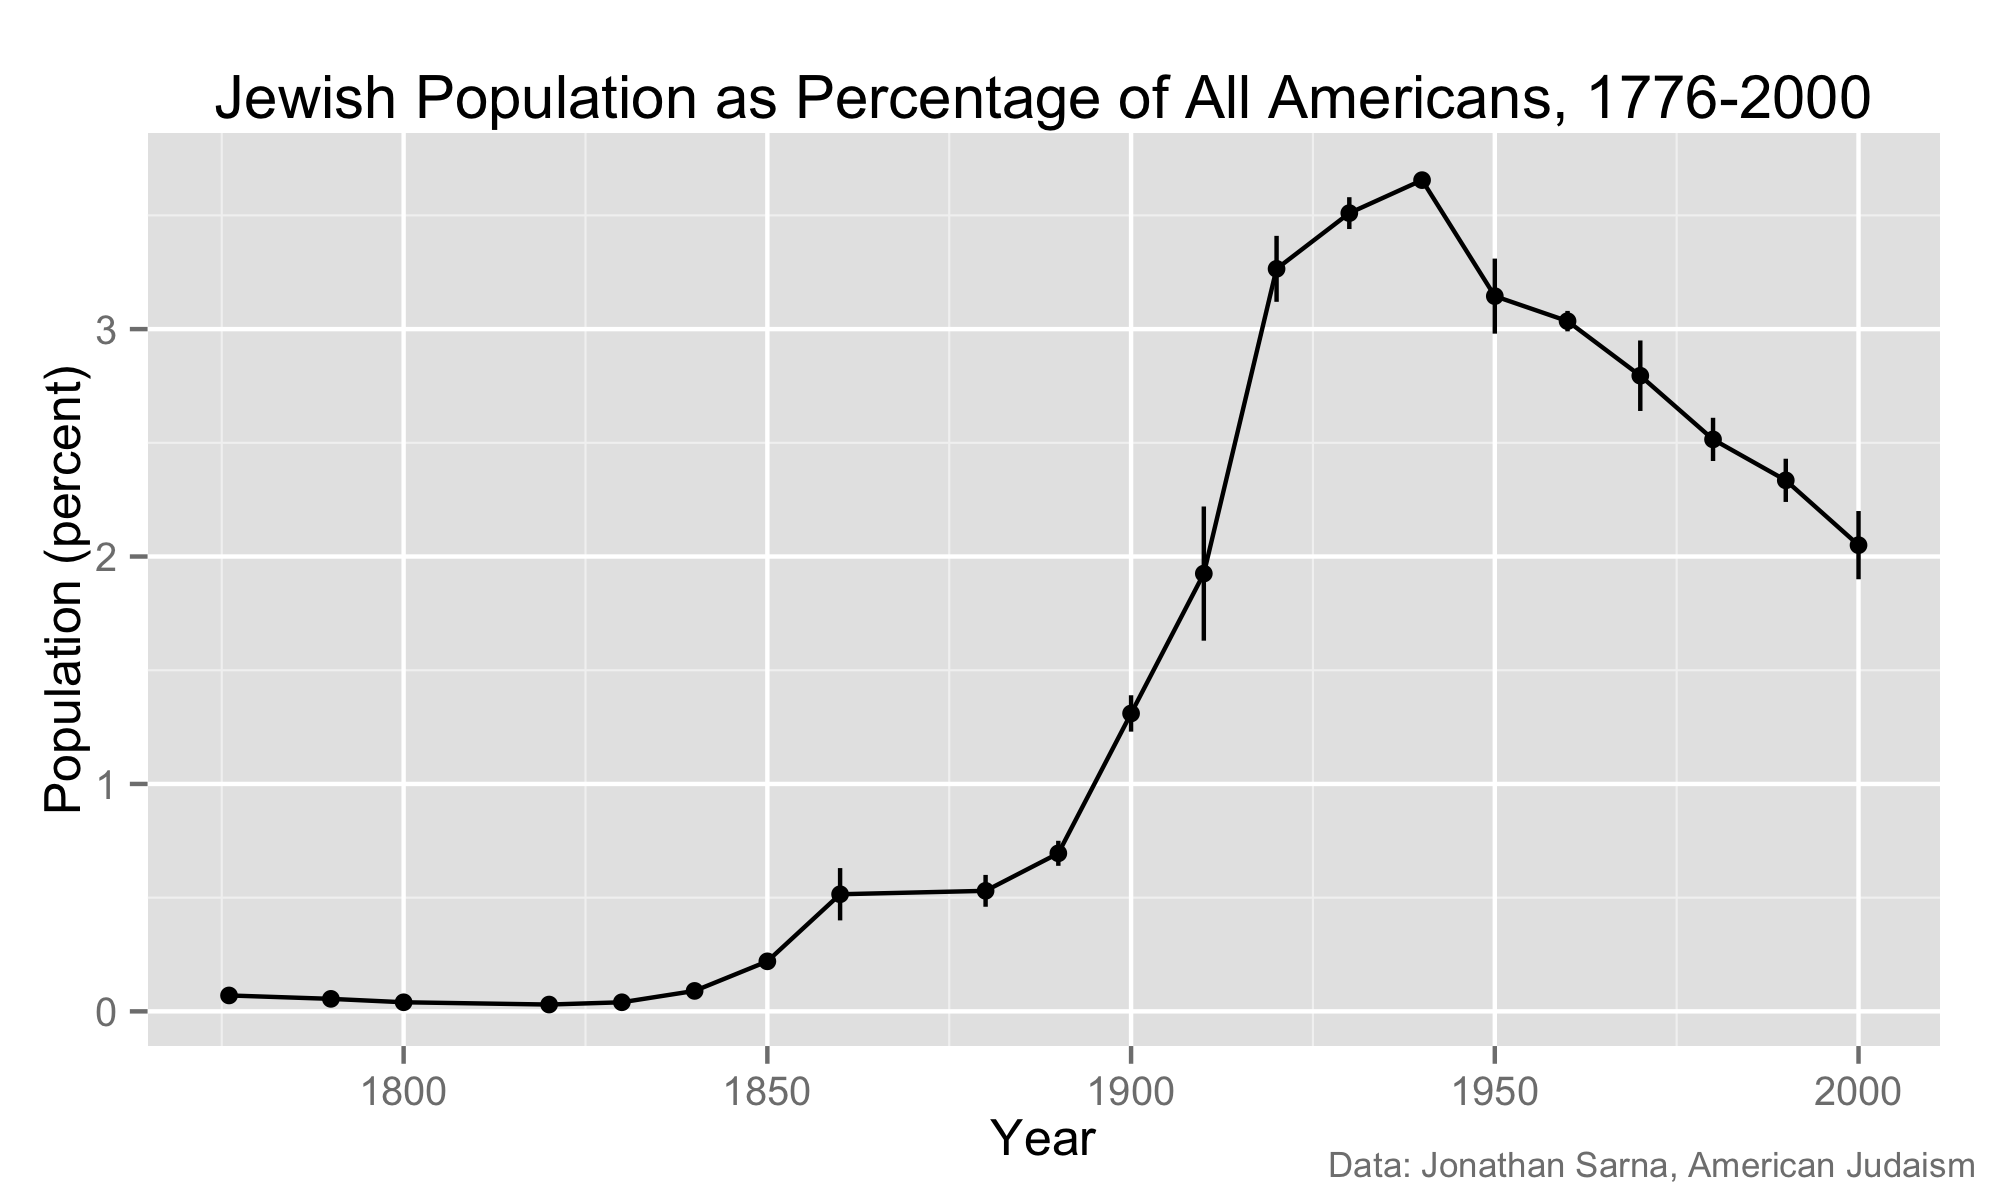 Jewish Population as Percentage of All Americans, 1776-2000
Population (percent)
3
2
1
0
1800 1850 1900 1950 2000
Year
Data: Jonathan Sarna, American Judaism